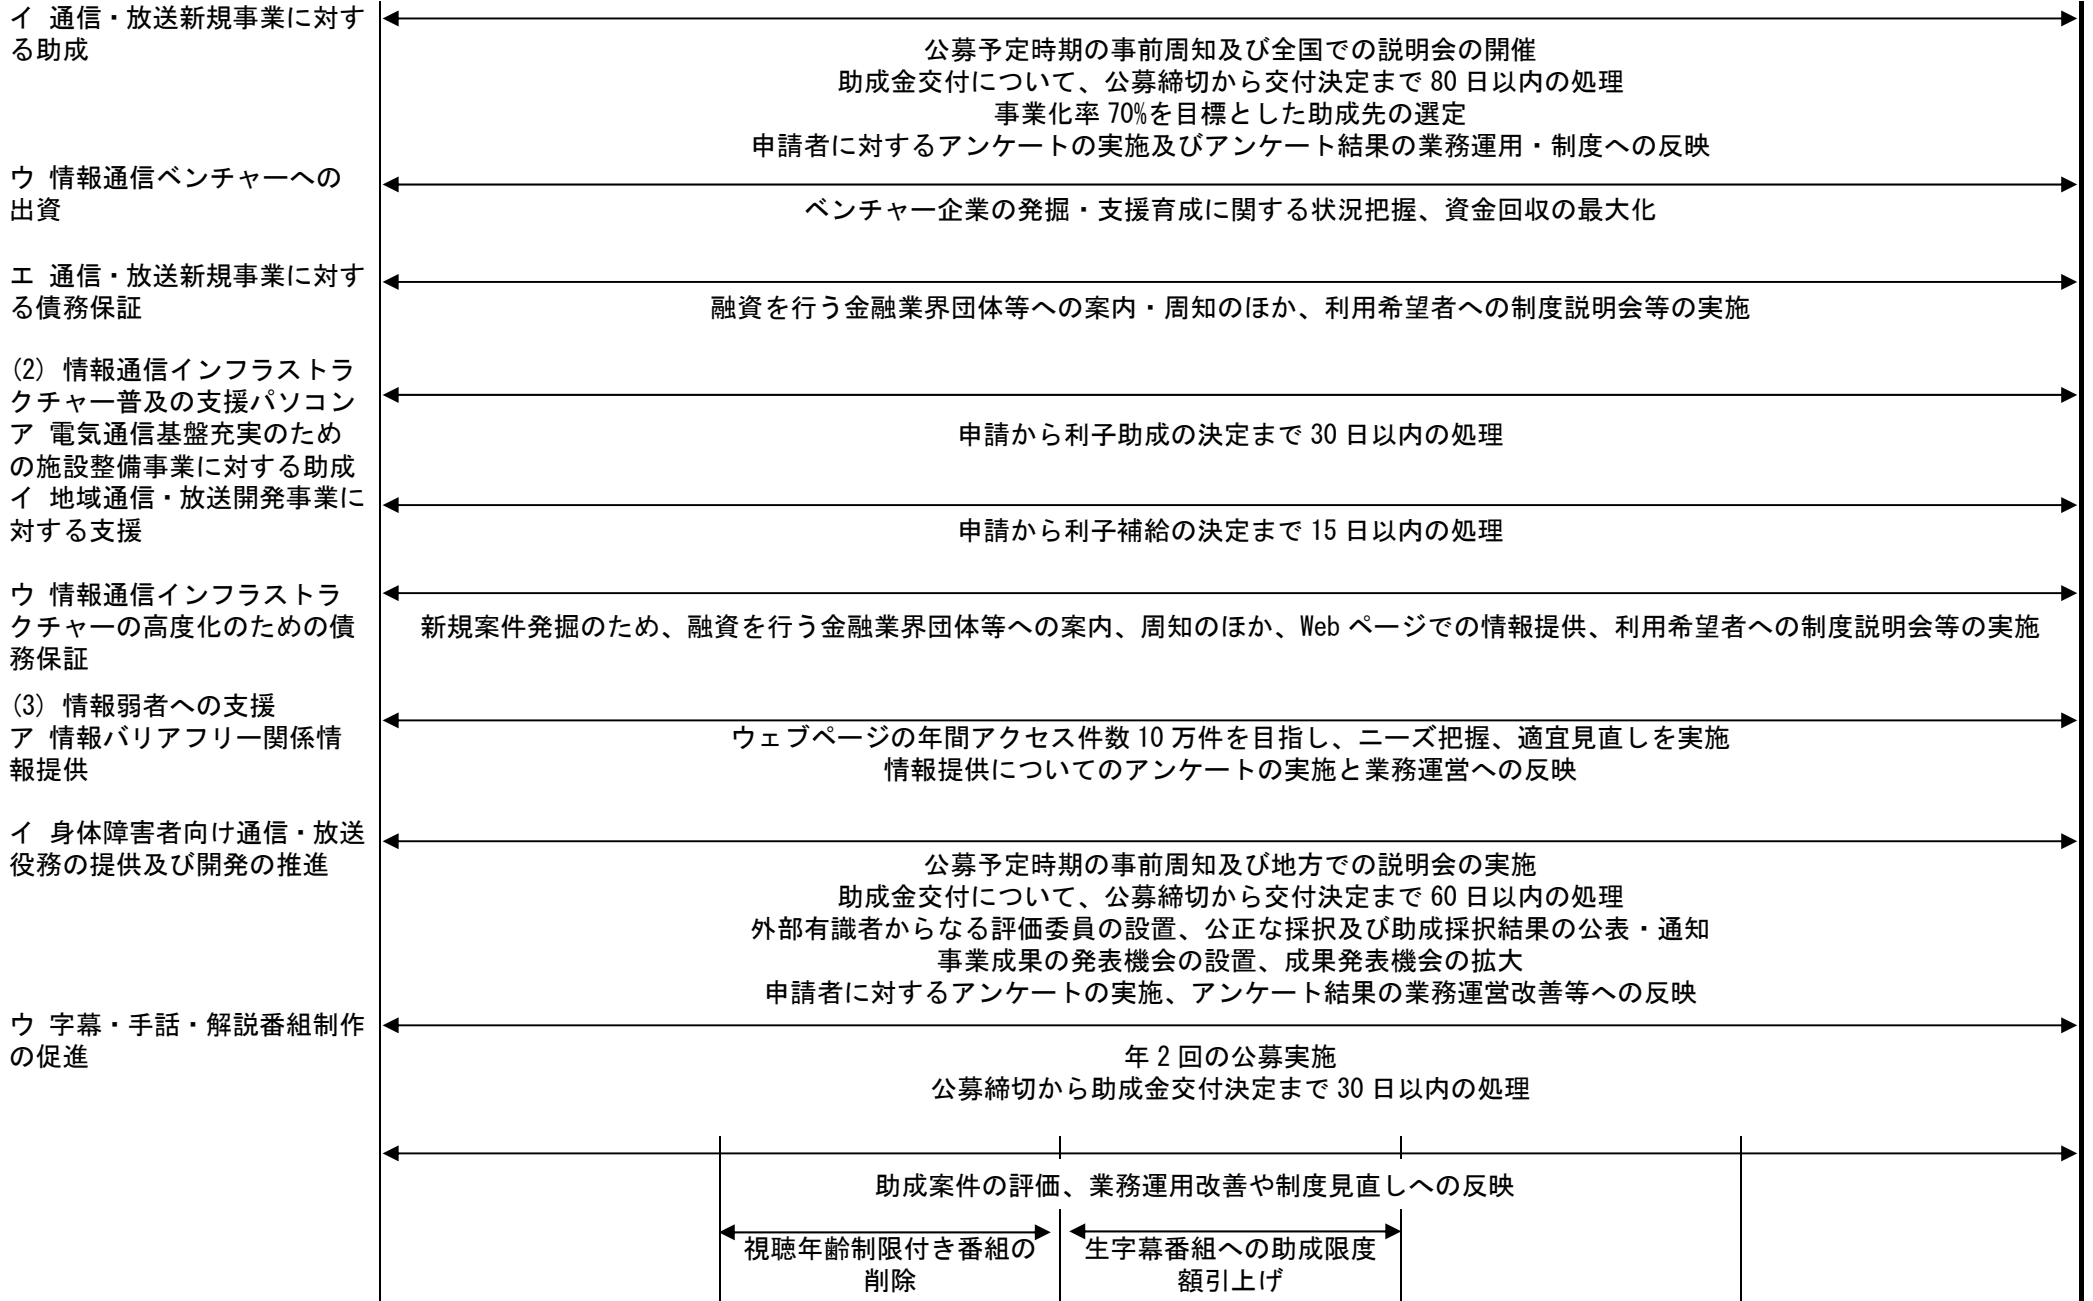 イ 通信・放送新規事業に対す
る助成
公募予定時期の事前周知及び全国での説明会の開催
助成金交付について、公募締切から交付決定まで 80 日以内の処理
事業化率 70%を目標とした助成先の選定
申請者に対するアンケートの実施及びアンケート結果の業務運用・制度への反映
ウ 情報通信ベンチャーへの
出資
ベンチャー企業の発掘・支援育成に関する状況把握、資金回収の最大化
エ 通信・放送新規事業に対す
る債務保証
融資を行う金融業界団体等への案内・周知のほか、利用希望者への制度説明会等の実施
(2) 情報通信インフラストラ
クチャー普及の支援パソコン
ア 電気通信基盤充実のため
の施設整備事業に対する助成
申請から利子助成の決定まで 30 日以内の処理
イ 地域通信・放送開発事業に
対する支援
申請から利子補給の決定まで 15 日以内の処理
ウ 情報通信インフラストラ
クチャーの高度化のための債
務保証
新規案件発掘のため、融資を行う金融業界団体等への案内、周知のほか、Web ページでの情報提供、利用希望者への制度説明会等の実施
(3) 情報弱者への支援
ア 情報バリアフリー関係情
報提供
ウェブページの年間アクセス件数 10 万件を目指し、ニーズ把握、適宜見直しを実施
情報提供についてのアンケートの実施と業務運営への反映
イ 身体障害者向け通信・放送
役務の提供及び開発の推進
公募予定時期の事前周知及び地方での説明会の実施
助成金交付について、公募締切から交付決定まで 60 日以内の処理
外部有識者からなる評価委員の設置、公正な採択及び助成採択結果の公表・通知
事業成果の発表機会の設置、成果発表機会の拡大
申請者に対するアンケートの実施、アンケート結果の業務運営改善等への反映
ウ 字幕・手話・解説番組制作
の促進
年 2 回の公募実施
公募締切から助成金交付決定まで 30 日以内の処理
助成案件の評価、業務運用改善や制度見直しへの反映
視聴年齢制限付き番組の
削除
生字幕番組への助成限度
額引上げ